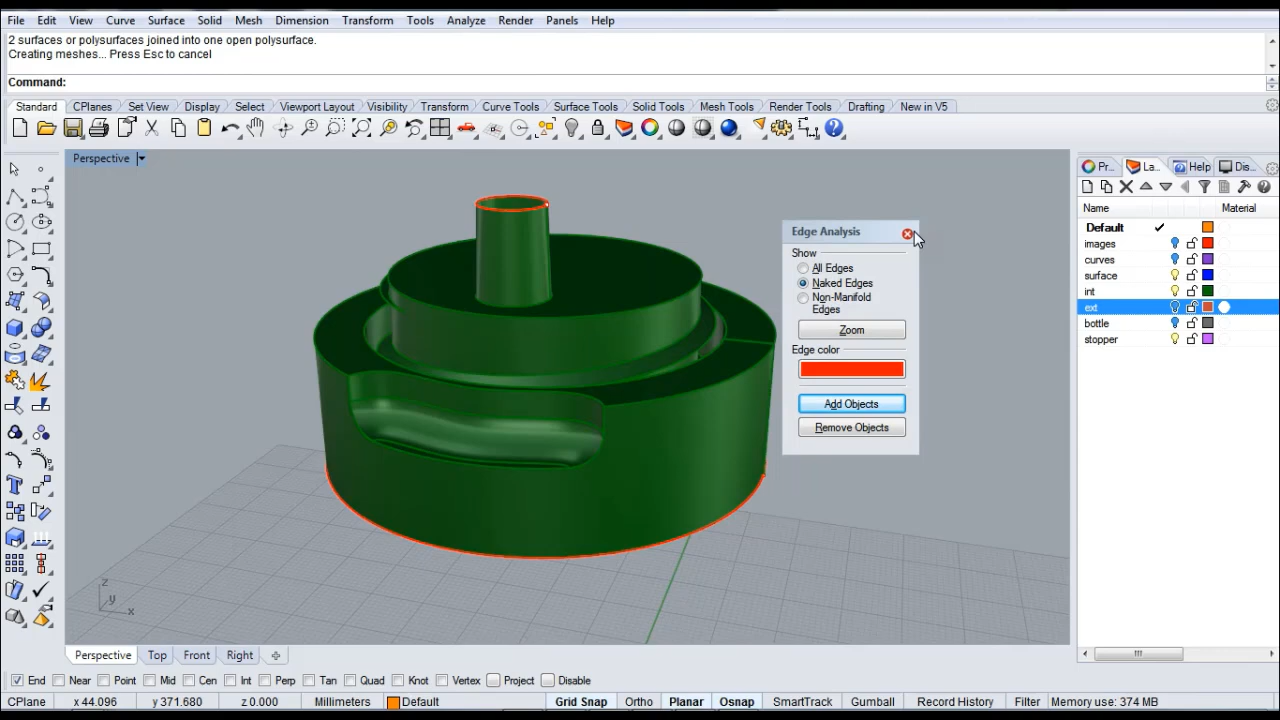 File Edit View Curve Surface Solid Mesh Dimension Transform Tools Analyze Render Panels Help
2 surfaces or polysurfaces joined into one open polysurface.
Creating meshes... Press Esc to cancel
Command:
Standard CPlanes Set View Display Select Viewport Layout Visibility Transform Curve Tools Surface Tools Solid Tools Mesh Tools Render Tools Drafting New in V5
Perspective
Pr... La... Help Dis...
Name Material
Default
images
curves
surface
int
ext
bottle
stopper
Edge Analysis
Show
All Edges
Naked Edges
Non-Manifold
Edges
Zoom
Edge color
Add Objects
Remove Objects
z
y
x
Perspective Top Front Right
End Near Point Mid Cen Int Perp Tan Quad Knot Vertex Project Disable
CPlane x 44.096 y 371.680 z 0.000 Millimeters Default Grid Snap Ortho Planar Osnap SmartTrack Gumball Record History Filter Memory use: 374 MB